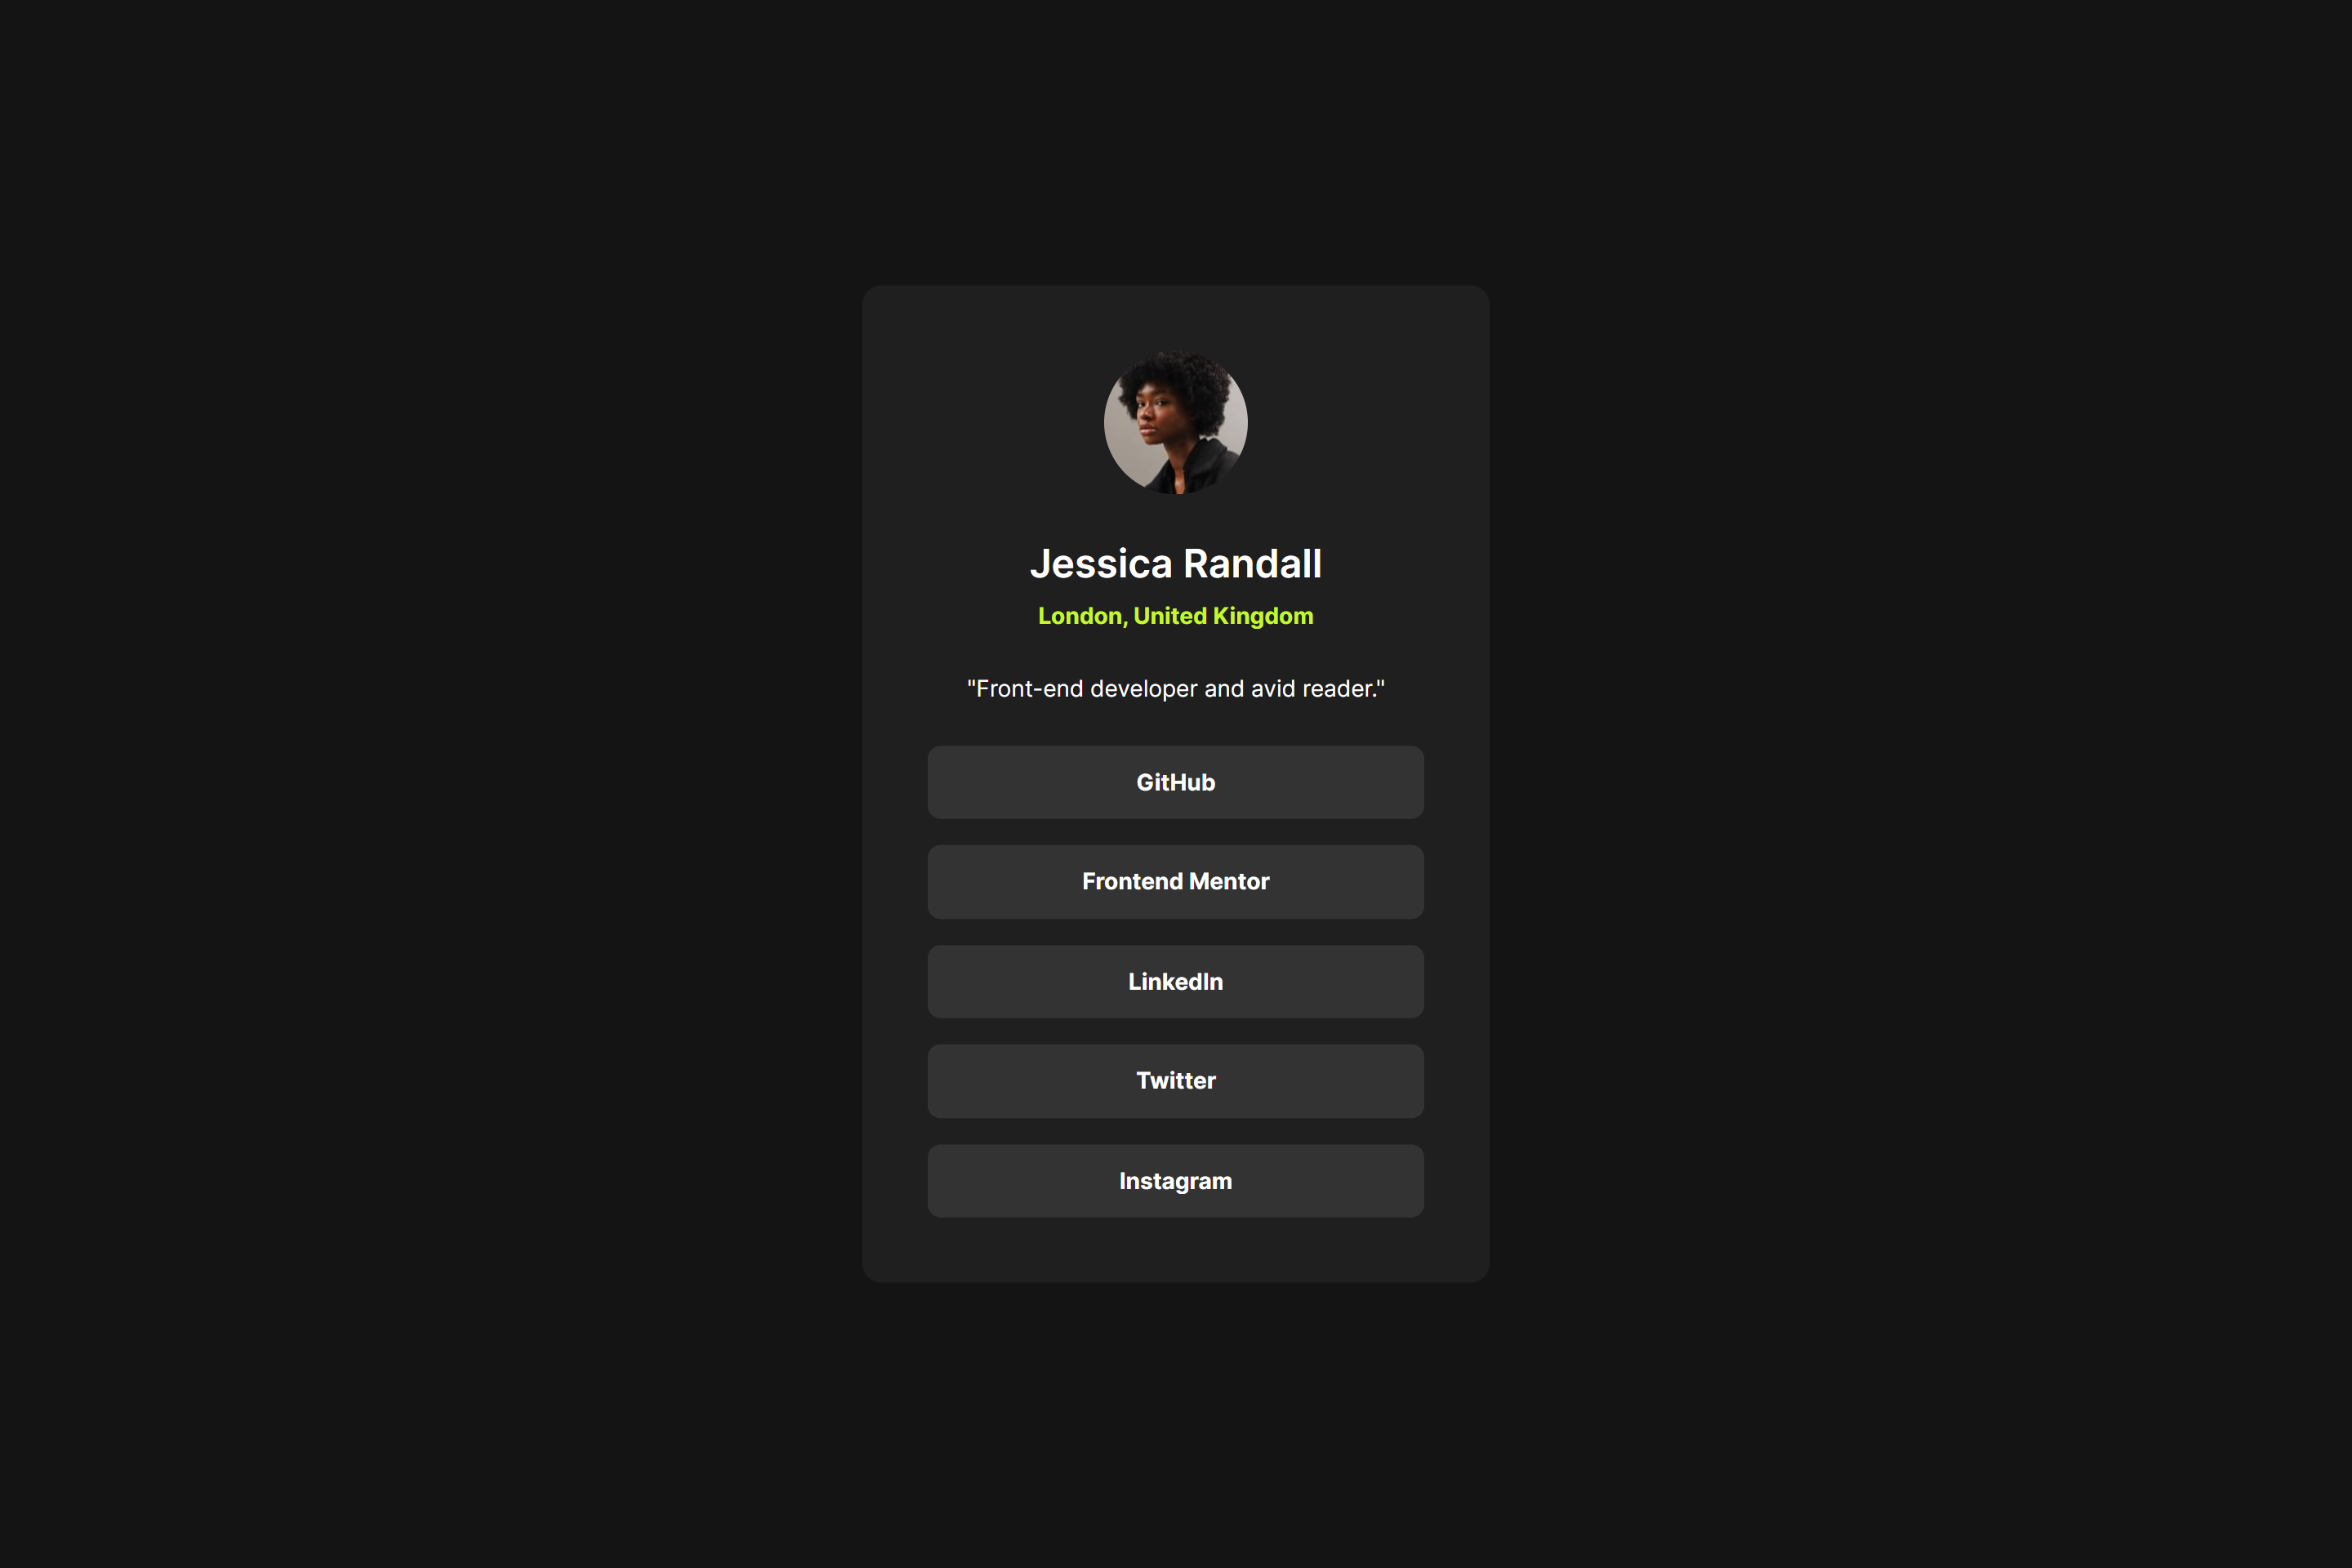 Jessica Randall
London, United Kingdom
"Front-end developer and avid reader."
GitHub
Frontend Mentor
LinkedIn
Twitter
Instagram